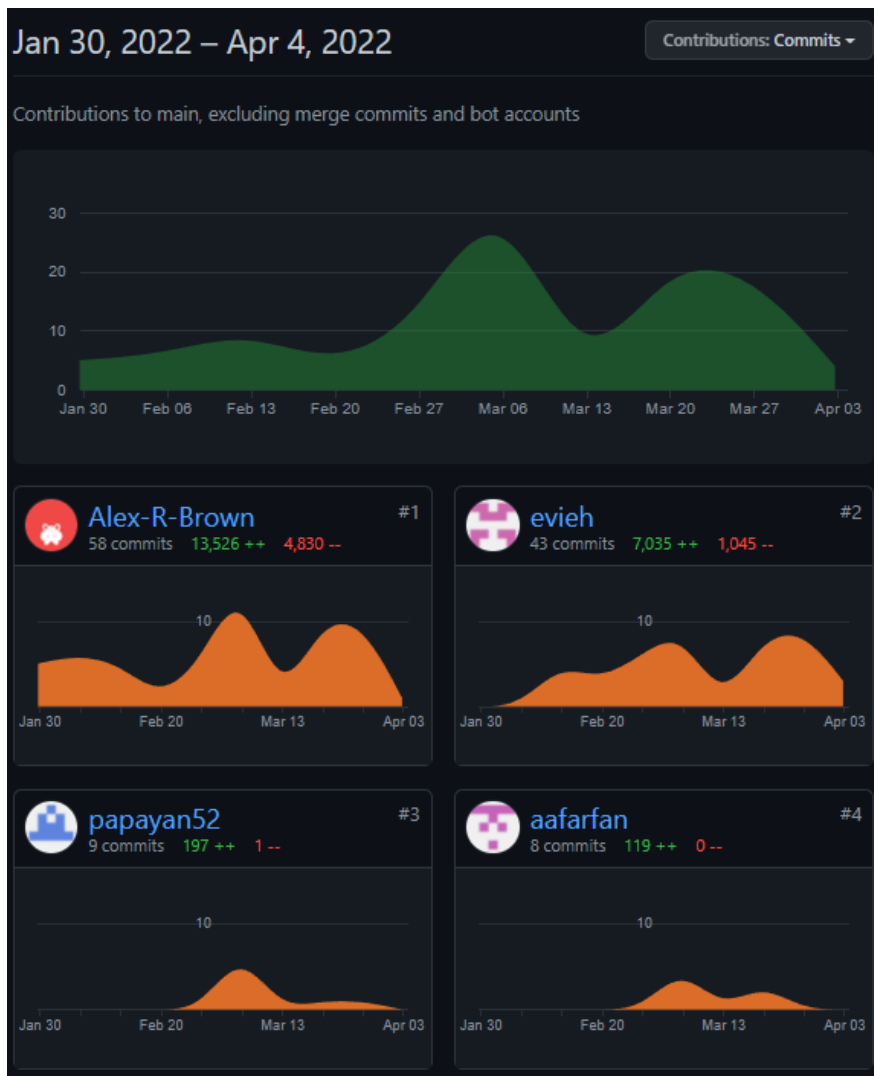 Jan 30, 2022 – Apr 4, 2022
Contributions: Commits
Contributions to main, excluding merge commits and bot accounts
30
20
10
0
Jan 30 Feb 06 Feb 13 Feb 20 Feb 27 Mar 06 Mar 13 Mar 20 Mar 27 Apr 03
Alex-R-Brown #1
58 commits 13,526 ++ 4,830 --
10
Jan 30 Feb 20 Mar 13 Apr 03
evieh #2
43 commits 7,035 ++ 1,045 --
10
Jan 30 Feb 20 Mar 13 Apr 03
papayan52 #3
9 commits 197 ++ 1 --
10
Jan 30 Feb 20 Mar 13 Apr 03
aafarfan #4
8 commits 119 ++ 0 --
10
Jan 30 Feb 20 Mar 13 Apr 03